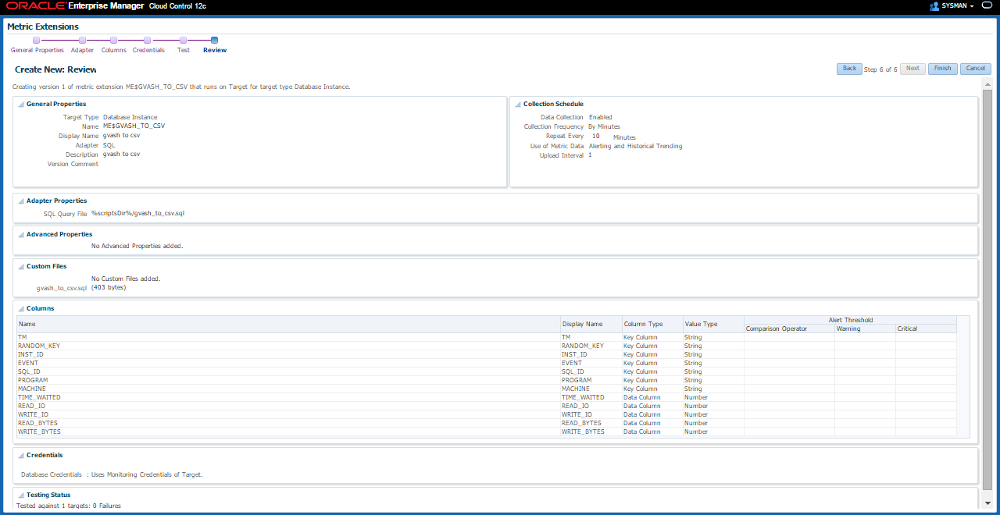 ORACLE Enterprise Manager Cloud Control 12c SYSMAN
Metric Extensions
General Properties Adapter Columns Credentials Test Review
Create New: Review
Back Step 6 of 6 Next Finish Cancel
Creating version 1 of metric extension ME$GVASH_TO_CSV that runs on Target for target type Database Instance.
General Properties
Target Type Database Instance
Name ME$GVASH_TO_CSV
Display Name gvash to csv
Adapter SQL
Description gvash to csv
Version Comment
Collection Schedule
Data Collection Enabled
Collection Frequency By Minutes
Repeat Every 10 Minutes
Use of Metric Data Alerting and Historical Trending
Upload Interval 1
Adapter Properties
SQL Query File %scriptsDir%/gvash_to_csv.sql
Advanced Properties
No Advanced Properties added.
Custom Files
No Custom Files added.
gvash_to_csv.sql (403 bytes)
Columns
Name Display Name Column Type Value Type Alert Threshold
Comparison Operator Warning Critical
TM TM Key Column String
RANDOM_KEY RANDOM_KEY Key Column String
INST_ID INST_ID Key Column String
EVENT EVENT Key Column String
SQL_ID SQL_ID Key Column String
PROGRAM PROGRAM Key Column String
MACHINE MACHINE Key Column String
TIME_WAITED TIME_WAITED Data Column Number
READ_IO READ_IO Data Column Number
WRITE_IO WRITE_IO Data Column Number
READ_BYTES READ_BYTES Data Column Number
WRITE_BYTES WRITE_BYTES Data Column Number
Credentials
Database Credentials : Uses Monitoring Credentials of Target.
Testing Status
Tested against 1 targets: 0 Failures